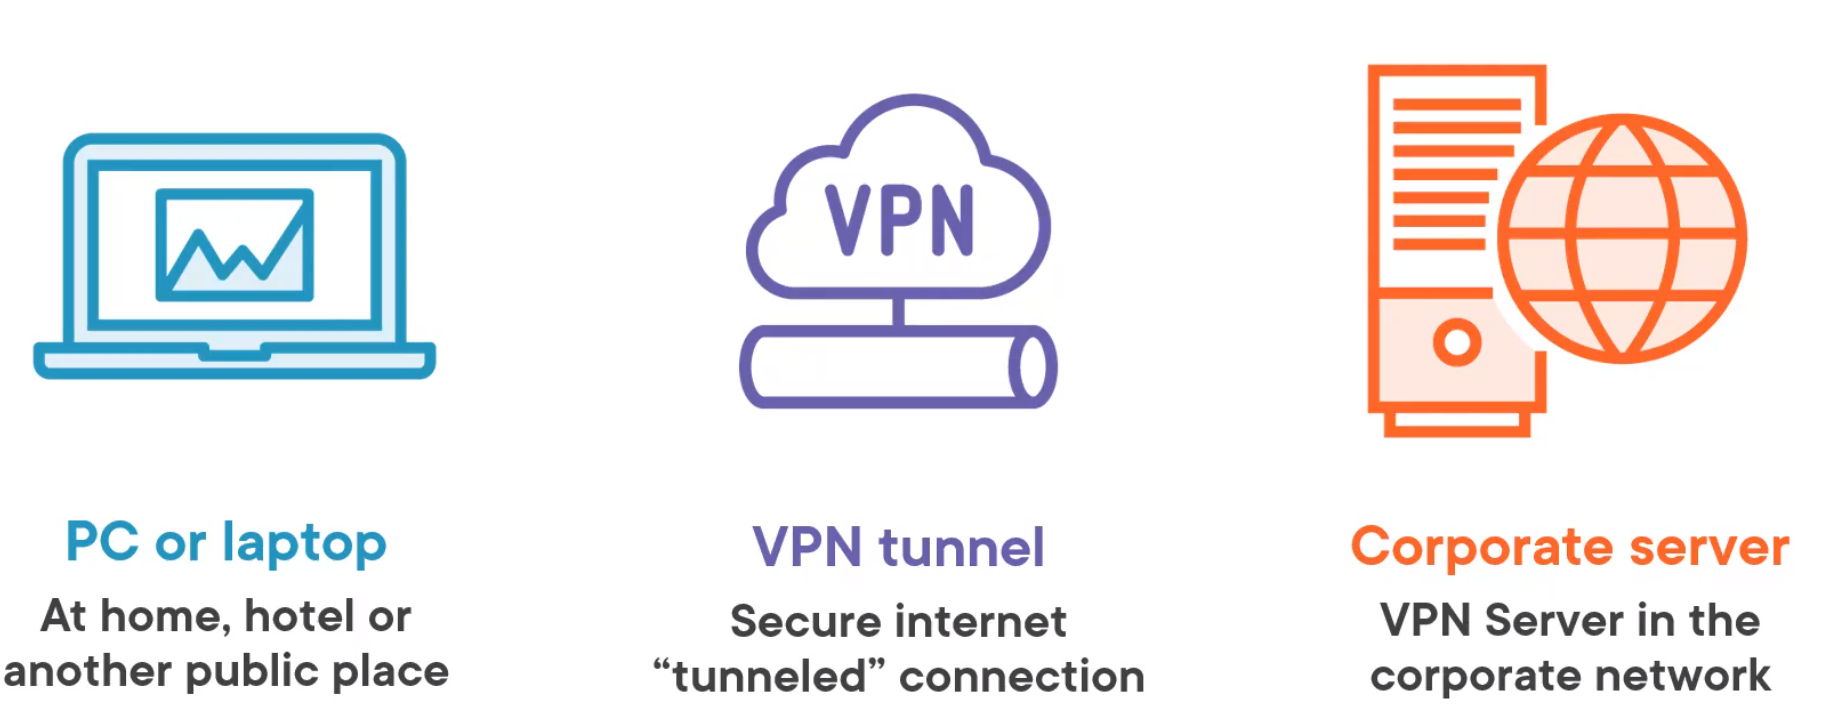 VPN
PC or laptop
At home, hotel or
another public place
VPN tunnel
Secure internet
“tunneled” connection
Corporate server
VPN Server in the
corporate network